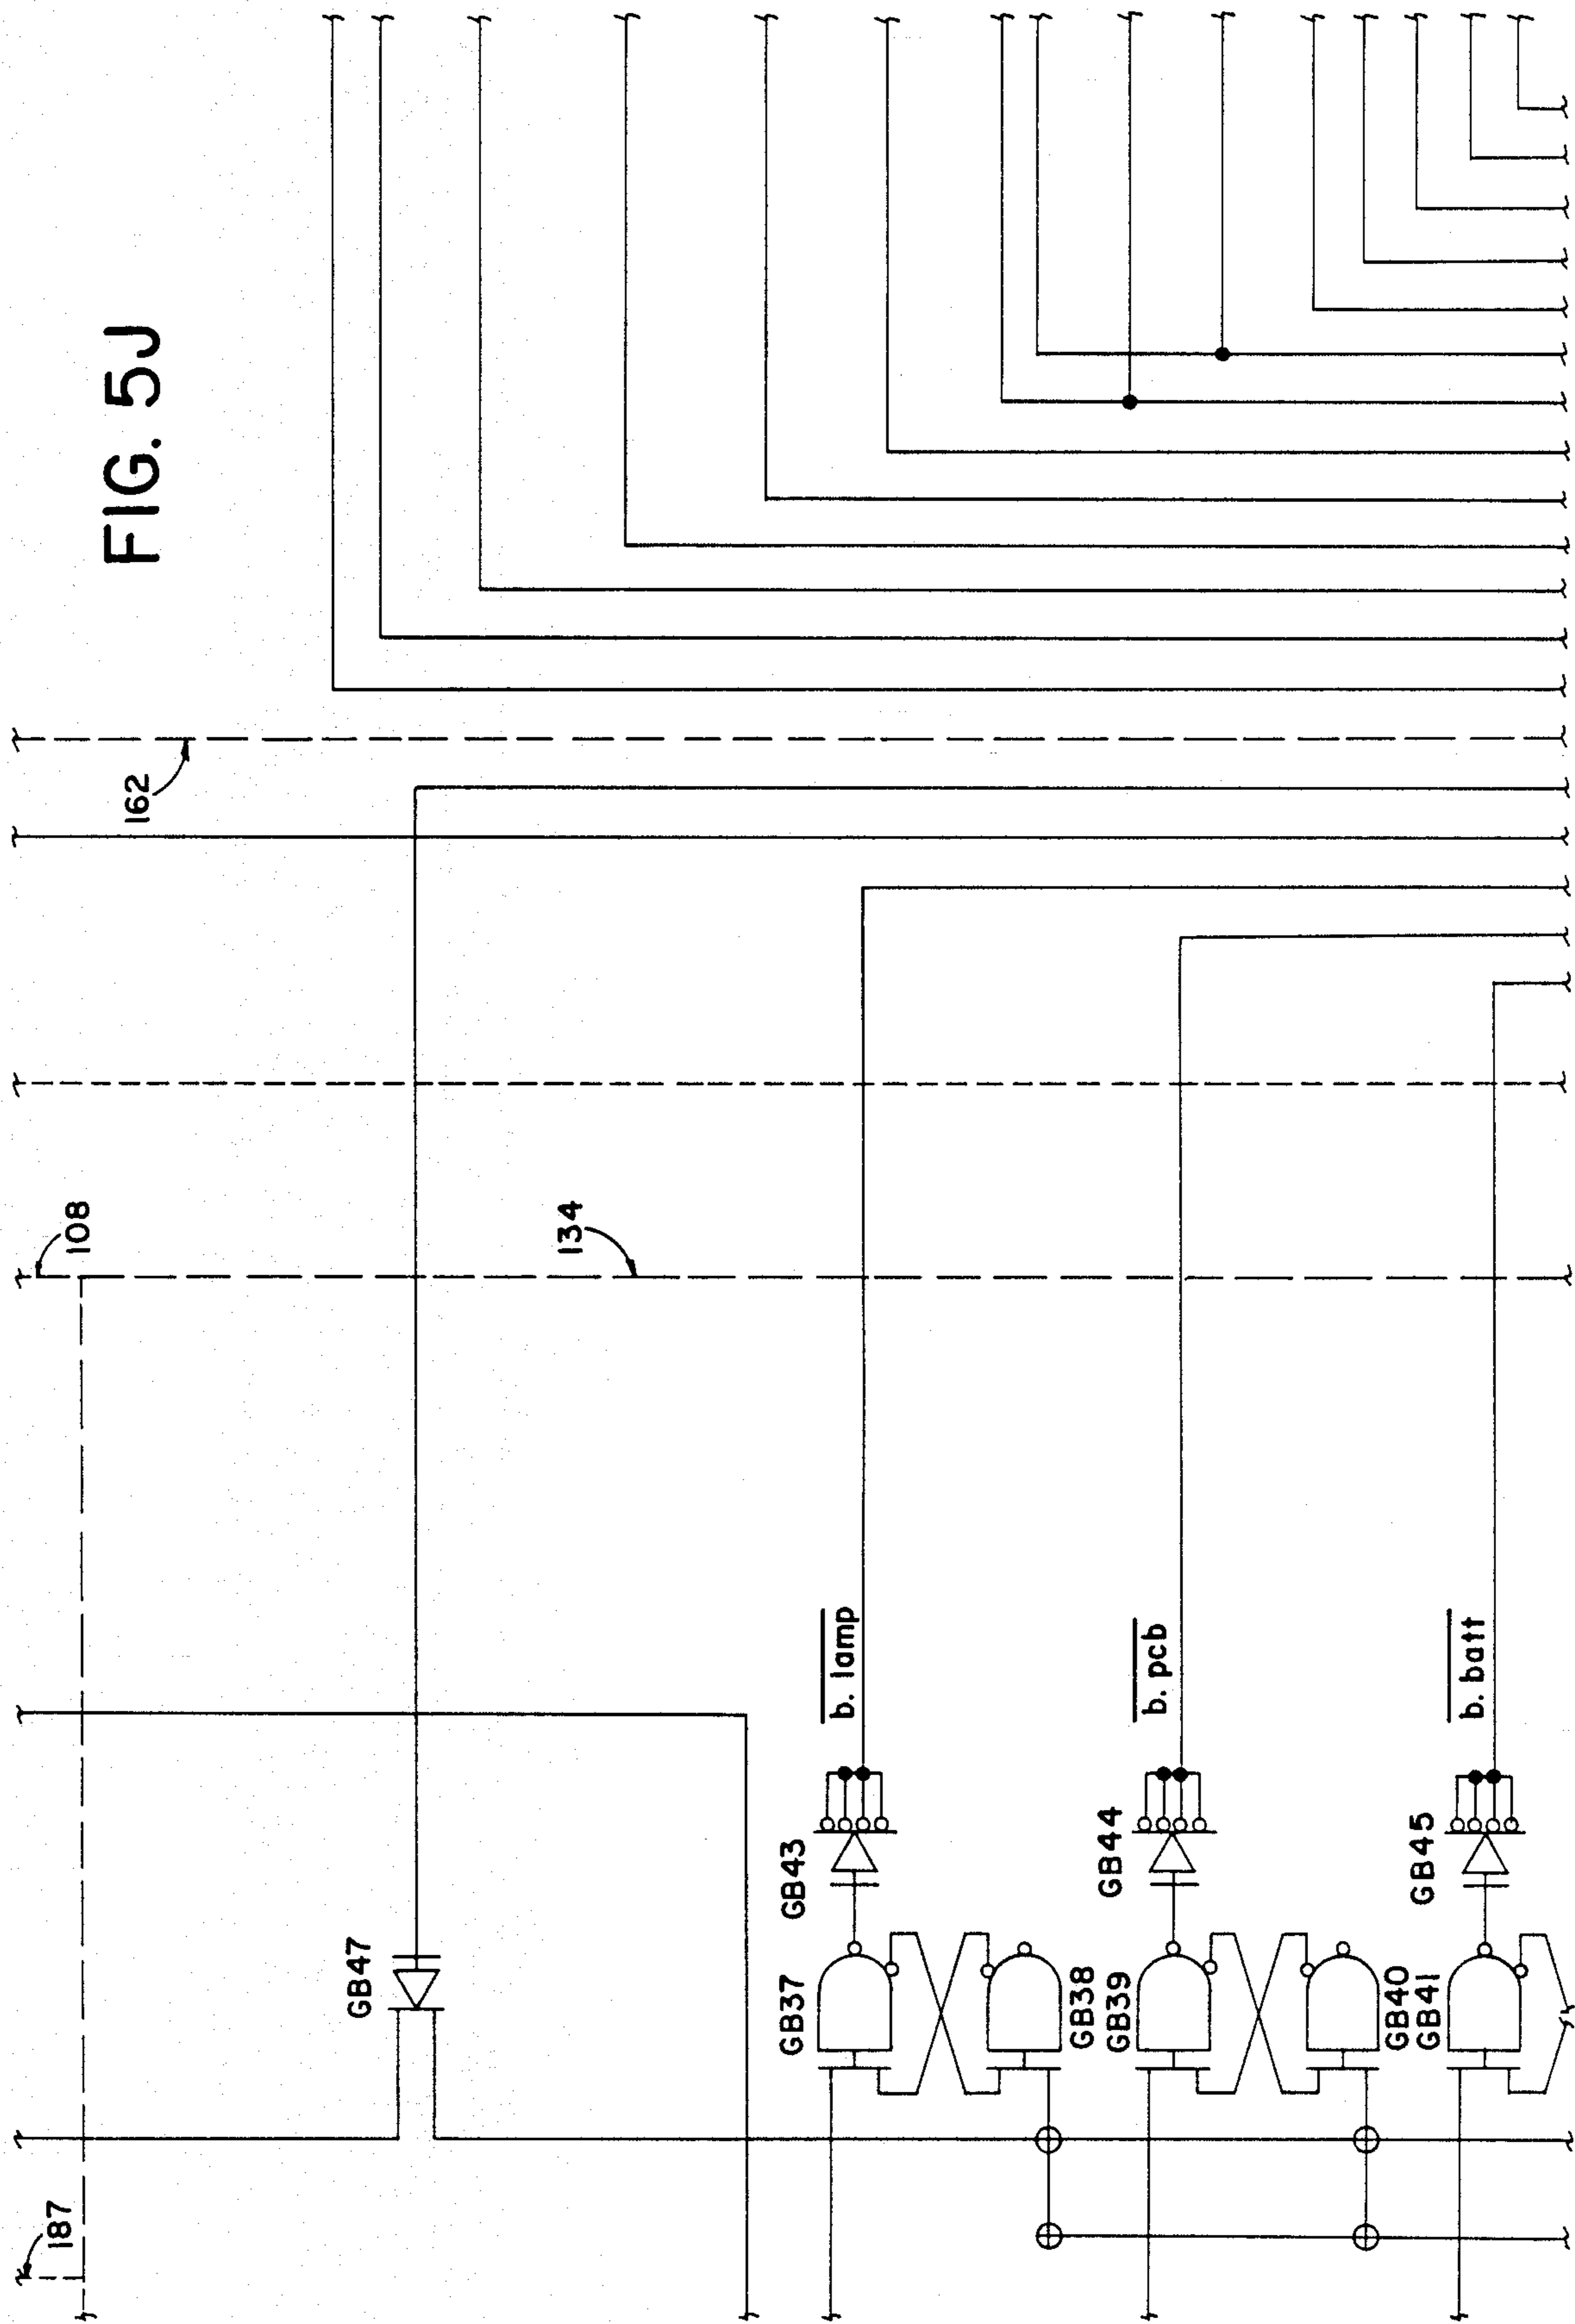 FIG. 5J
187
108
162
134
GB47
GB37
GB43
b. lamp
GB38
GB39
GB44
b. pcb
GB40
GB41
GB45
b. batt